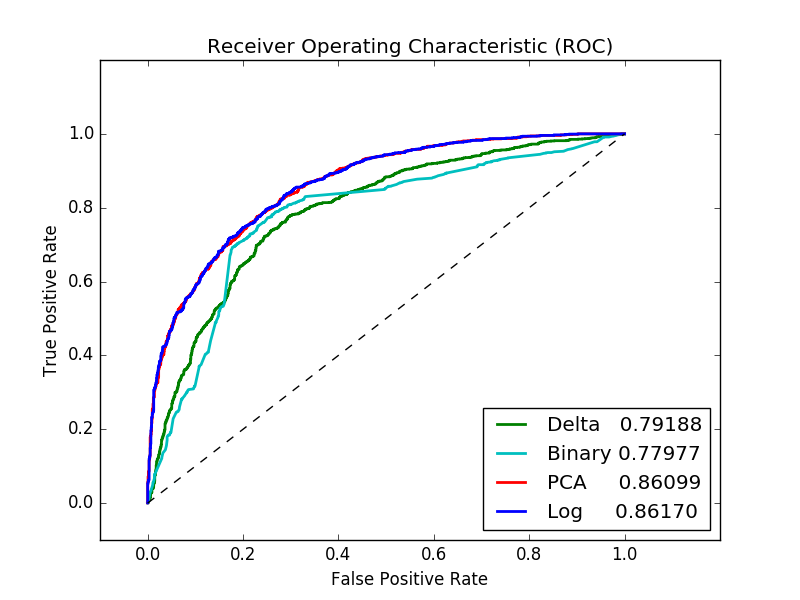 Receiver Operating Characteristic (ROC)
True Positive Rate
1.0
0.8
0.6
0.4
0.2
0.0
Delta 0.79188
Binary 0.77977
PCA 0.86099
Log 0.86170
0.0 0.2 0.4 0.6 0.8 1.0
False Positive Rate